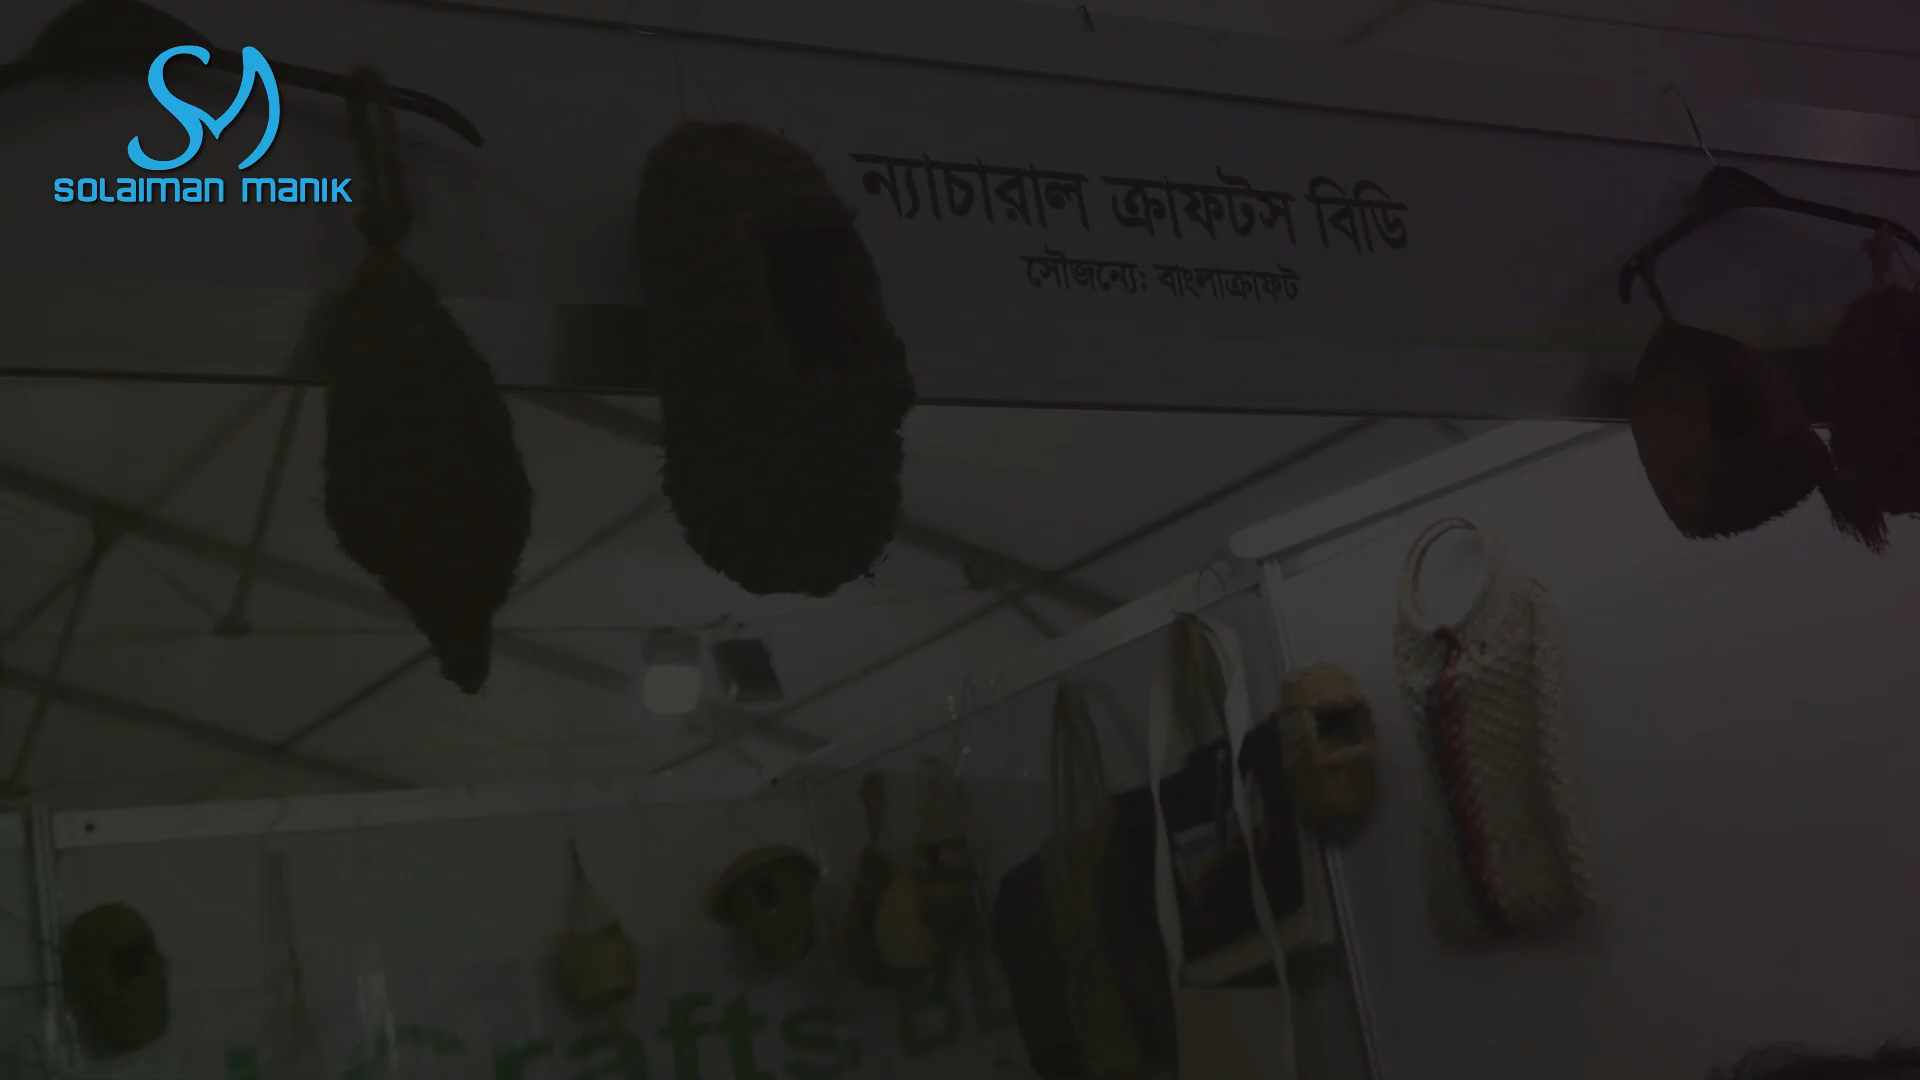 SM
SOLAIMAN MANIK
ন্যাচারাল ক্রাফটস বিডি
সৌজন্যে: বাংলাক্রাফট
Crafts